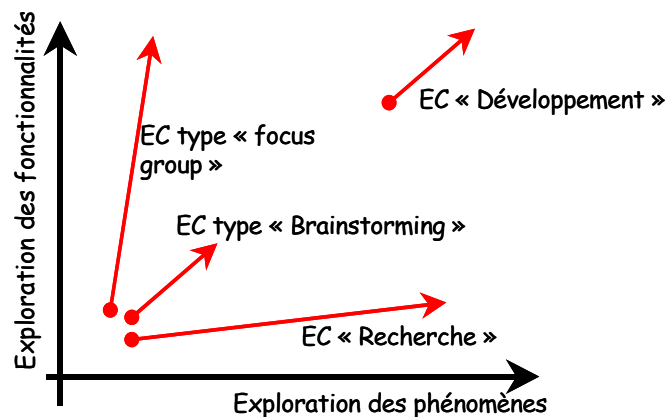 Exploration des fonctionnalités
EC « Développement »
EC type « focus
group »
EC type « Brainstorming »
EC « Recherche »
Exploration des phénomènes